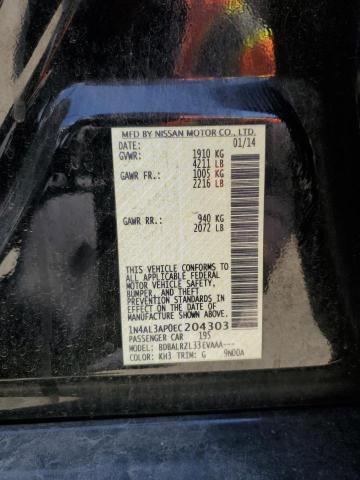 MFD BY NISSAN MOTOR CO., LTD.
DATE: 01/14
GVWR: 1910 KG
4211 LB
GAWR FR: 1005 KG
2216 LB
GAWR RR: 940 KG
2072 LB
THIS VEHICLE CONFORMS
TO ALL APPLICABLE FEDERAL
MOTOR VEHICLE SAFETY,
BUMPER, AND THEFT
PREVENTION STANDARDS IN
EFFECT ON THE DATE OF
MANUFACTURE SHOWN ABOVE.
1N4AL3AP0EC204303
PASSENGER CAR 195
MODEL: BDBALRZL33EVAAA---
COLOR: KH3 TRIM: G 9N00A